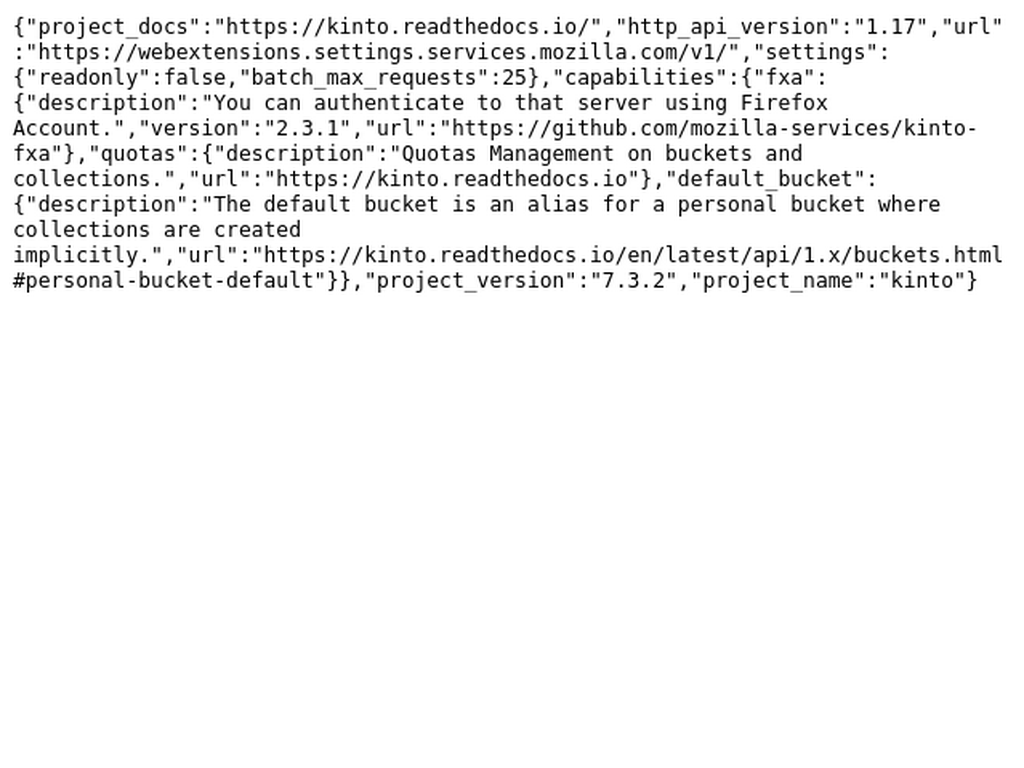 {"project_docs":"https://kinto.readthedocs.io/","http_api_version":"1.17","url"
:"https://webextensions.settings.services.mozilla.com/v1/","settings":
{"readonly":false,"batch_max_requests":25},"capabilities":{"fxa":
{"description":"You can authenticate to that server using Firefox
Account.","version":"2.3.1","url":"https://github.com/mozilla-services/kinto-
fxa"},"quotas":{"description":"Quotas Management on buckets and
collections.","url":"https://kinto.readthedocs.io"},"default_bucket":
{"description":"The default bucket is an alias for a personal bucket where
collections are created
implicitly.","url":"https://kinto.readthedocs.io/en/latest/api/1.x/buckets.html
#personal-bucket-default"}},"project_version":"7.3.2","project_name":"kinto"}